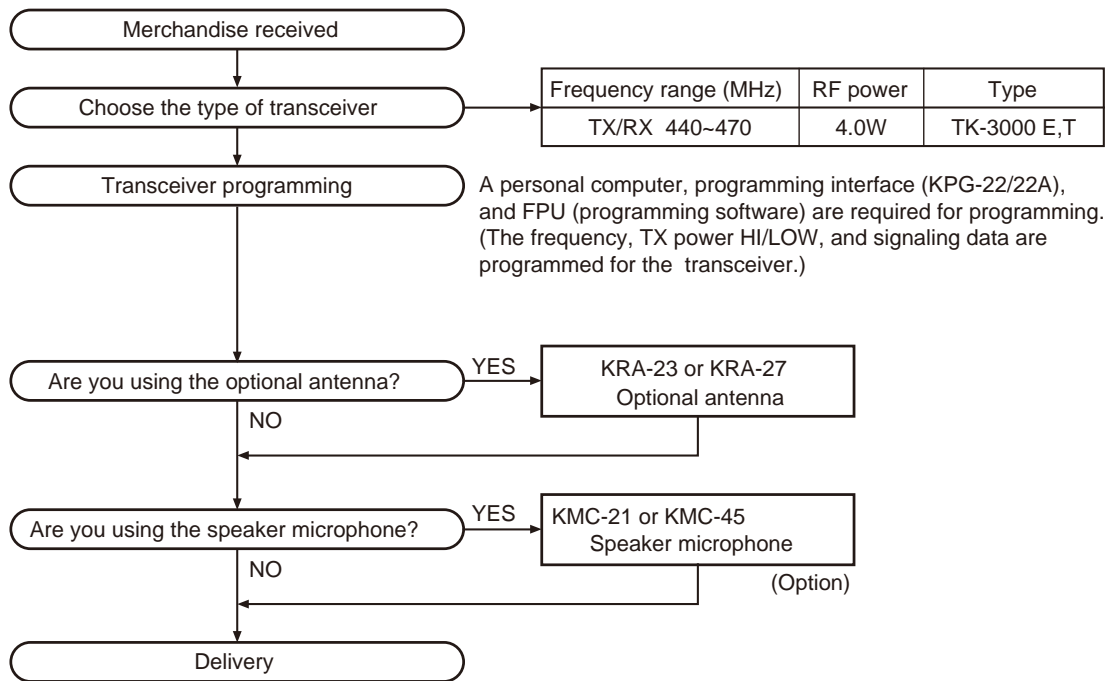 Merchandise received
Choose the type of transceiver
Frequency range (MHz) RF power Type
TX/RX 440~470 4.0W TK-3000 E,T
Transceiver programming
A personal computer, programming interface (KPG-22/22A),
and FPU (programming software) are required for programming.
(The frequency, TX power HI/LOW, and signaling data are
programmed for the transceiver.)
Are you using the optional antenna?
YES
KRA-23 or KRA-27
Optional antenna
NO
Are you using the speaker microphone?
YES
KMC-21 or KMC-45
Speaker microphone
(Option)
NO
Delivery